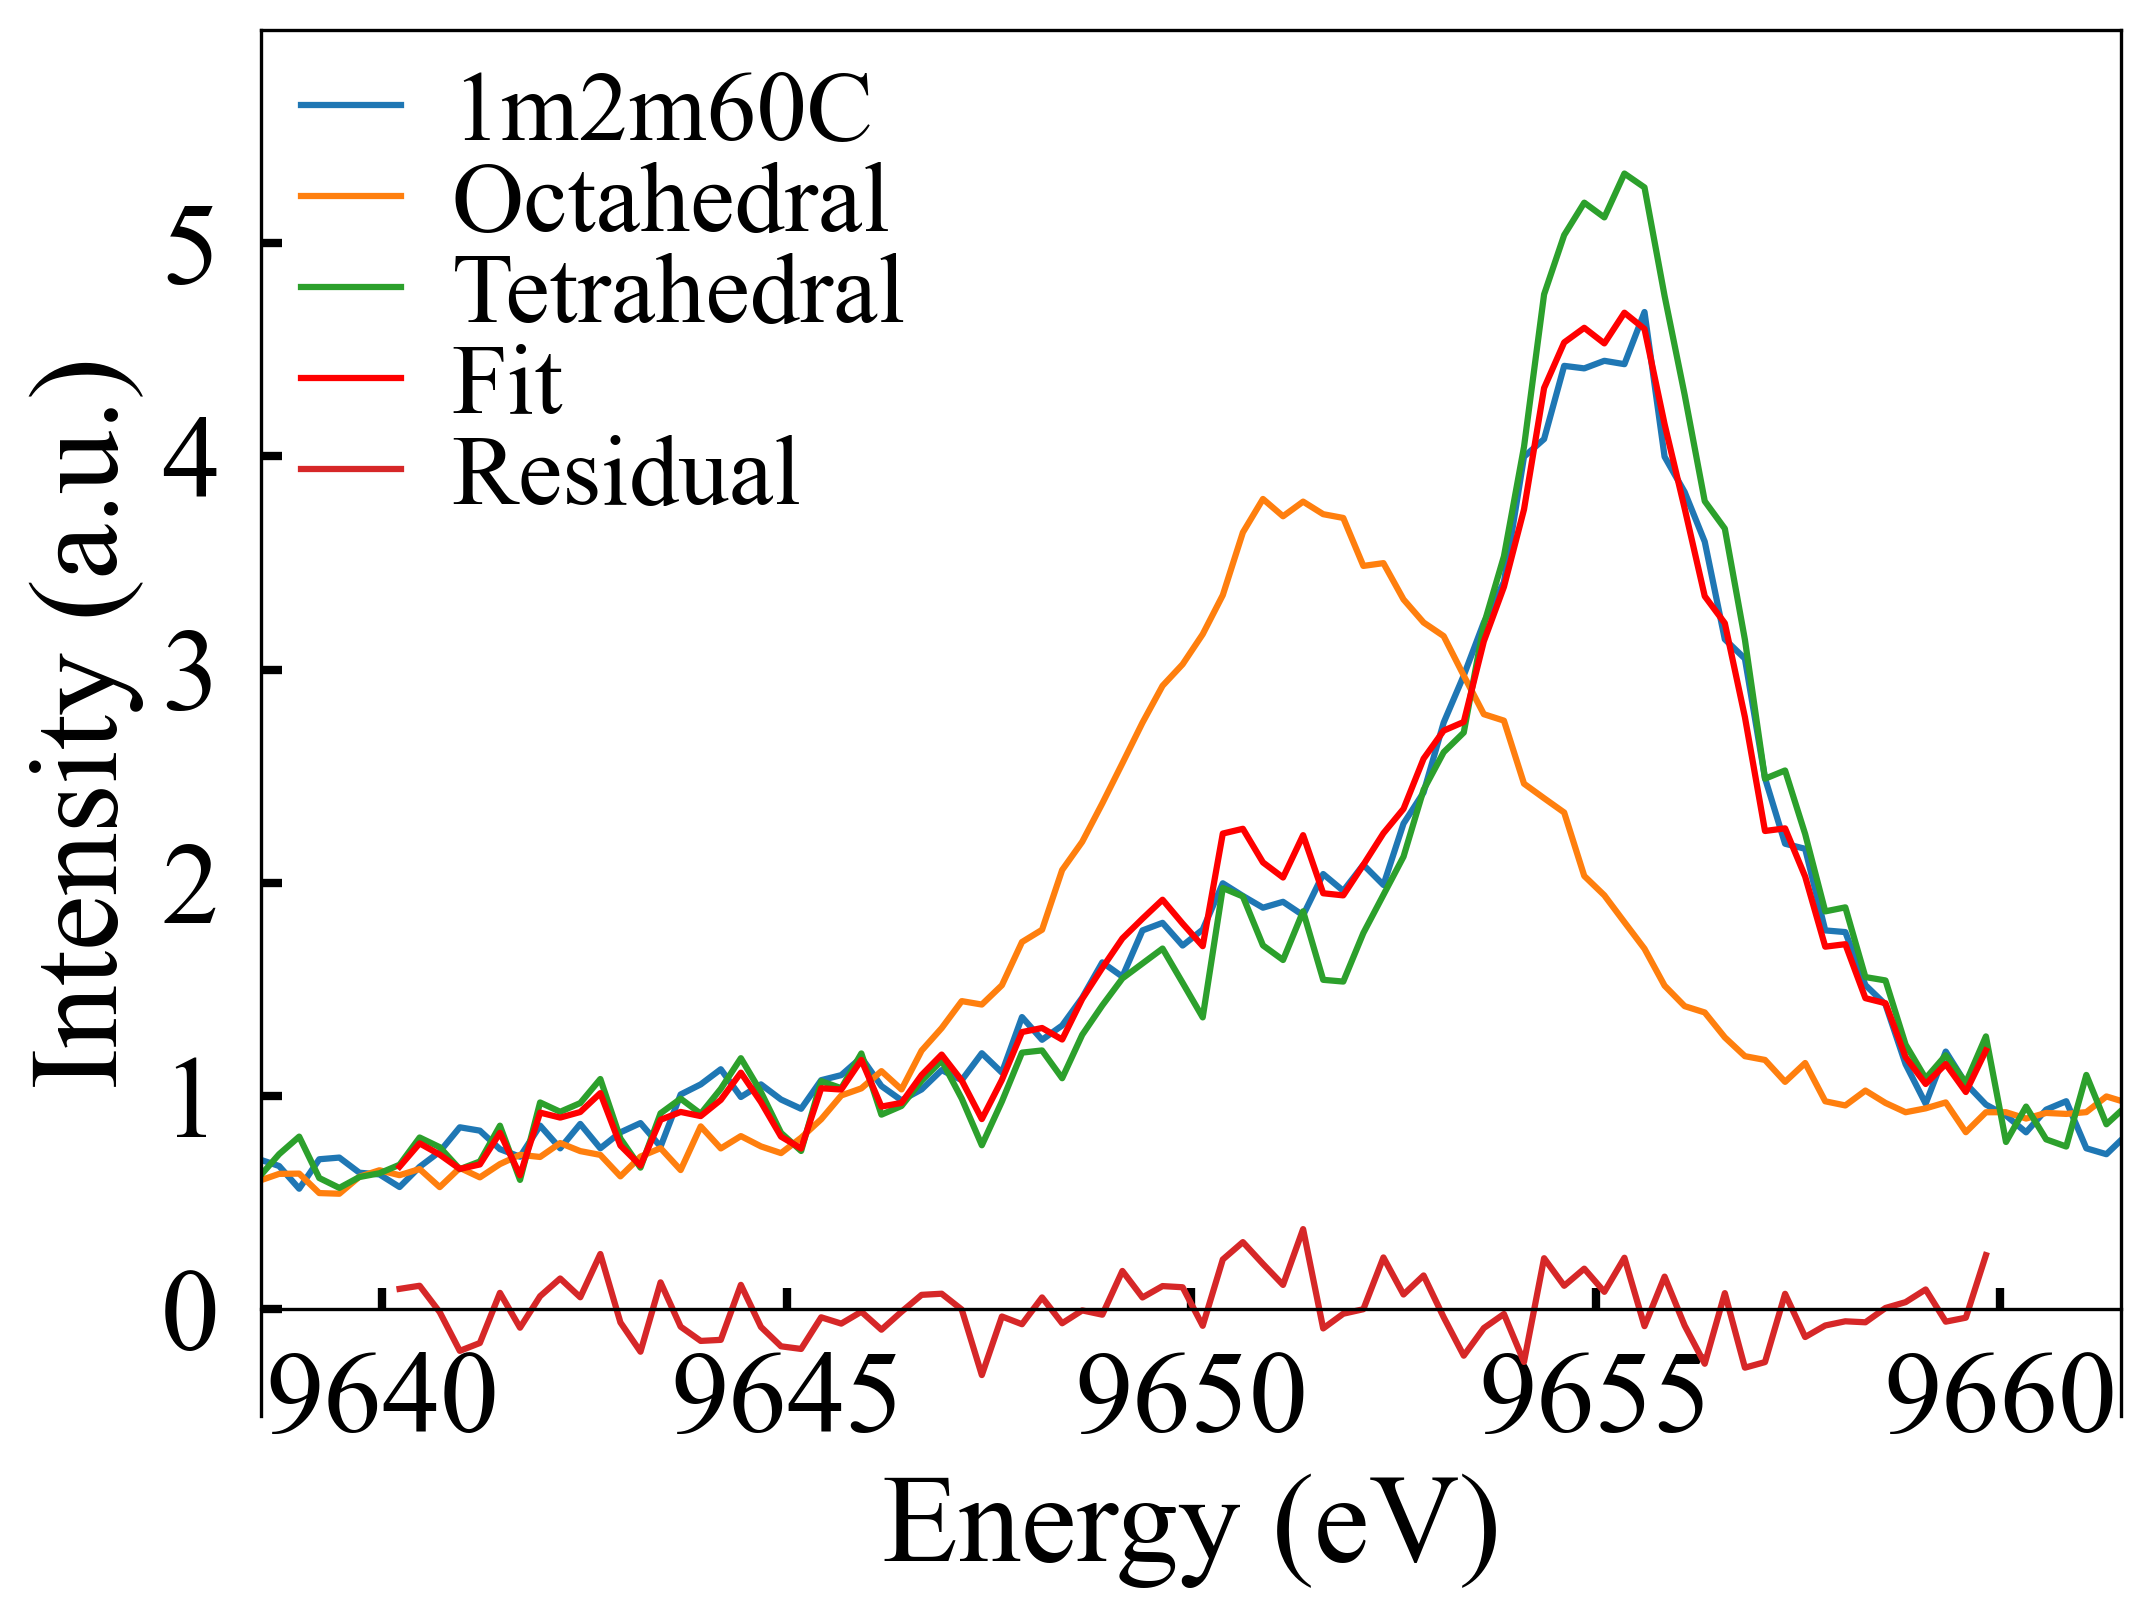 1m2m60C
Octahedral
Tetrahedral
Fit
Residual
5
4
3
2
1
0
Intensity (a.u.)
9640 9645 9650 9655 9660
Energy (eV)